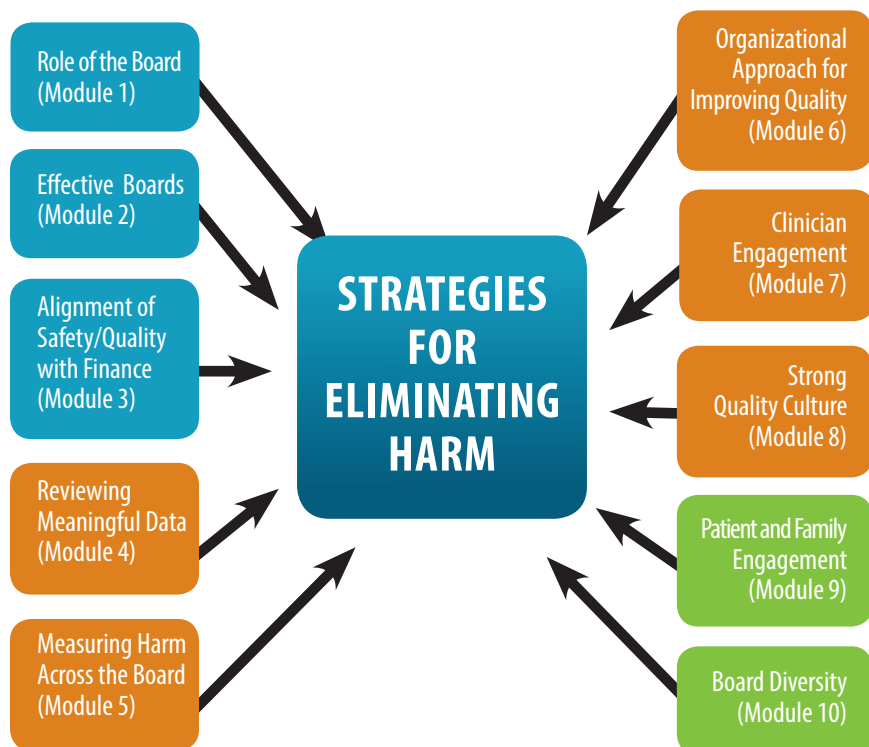 Role of the Board
(Module 1)
Effective Boards
(Module 2)
Alignment of
Safety/Quality
with Finance
(Module 3)
Reviewing
Meaningful Data
(Module 4)
Measuring Harm
Across the Board
(Module 5)
STRATEGIES
FOR
ELIMINATING
HARM
Organizational
Approach for
Improving Quality
(Module 6)
Clinician
Engagement
(Module 7)
Strong
Quality Culture
(Module 8)
Patient and Family
Engagement
(Module 9)
Board Diversity
(Module 10)